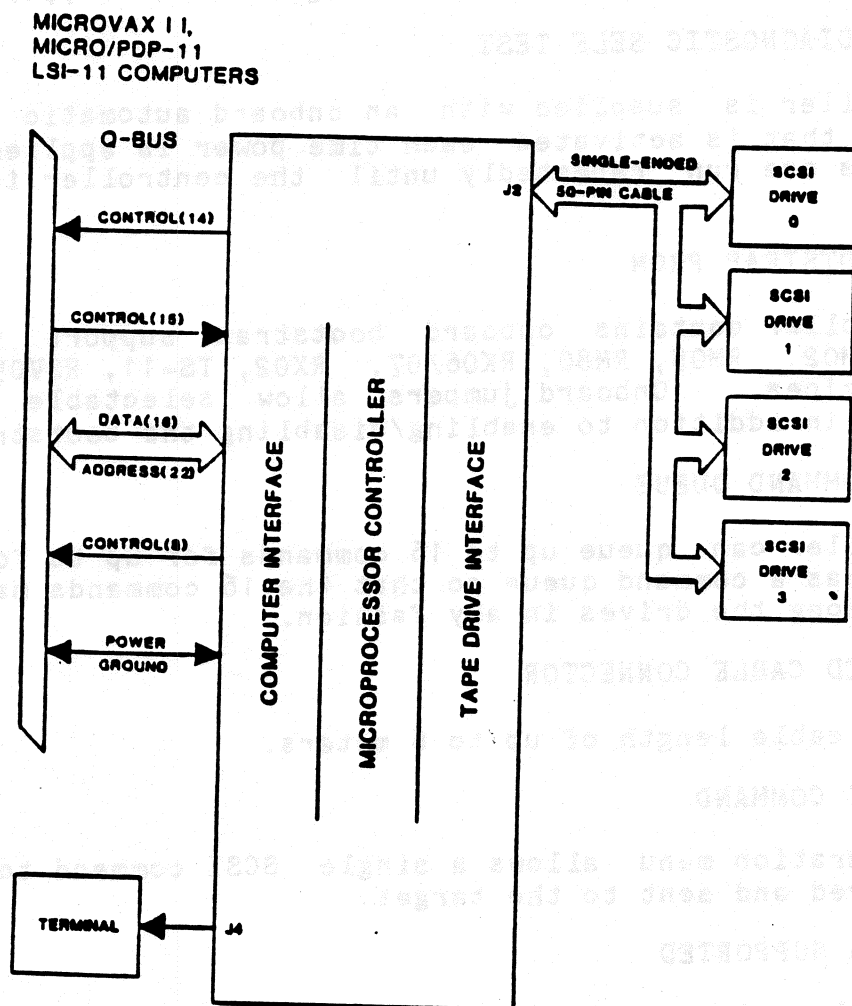 MICROVAX II,
MICRO/PDP-11
LSI-11 COMPUTERS
Q-BUS
CONTROL(14)
CONTROL(15)
DATA(16)
ADDRESS(22)
CONTROL(8)
POWER
GROUND
COMPUTER INTERFACE
MICROPROCESSOR CONTROLLER
TAPE DRIVE INTERFACE
J2
SINGLE-ENDED
50-PIN CABLE
SCSI
DRIVE
0
SCSI
DRIVE
1
SCSI
DRIVE
2
SCSI
DRIVE
3
TERMINAL
J4